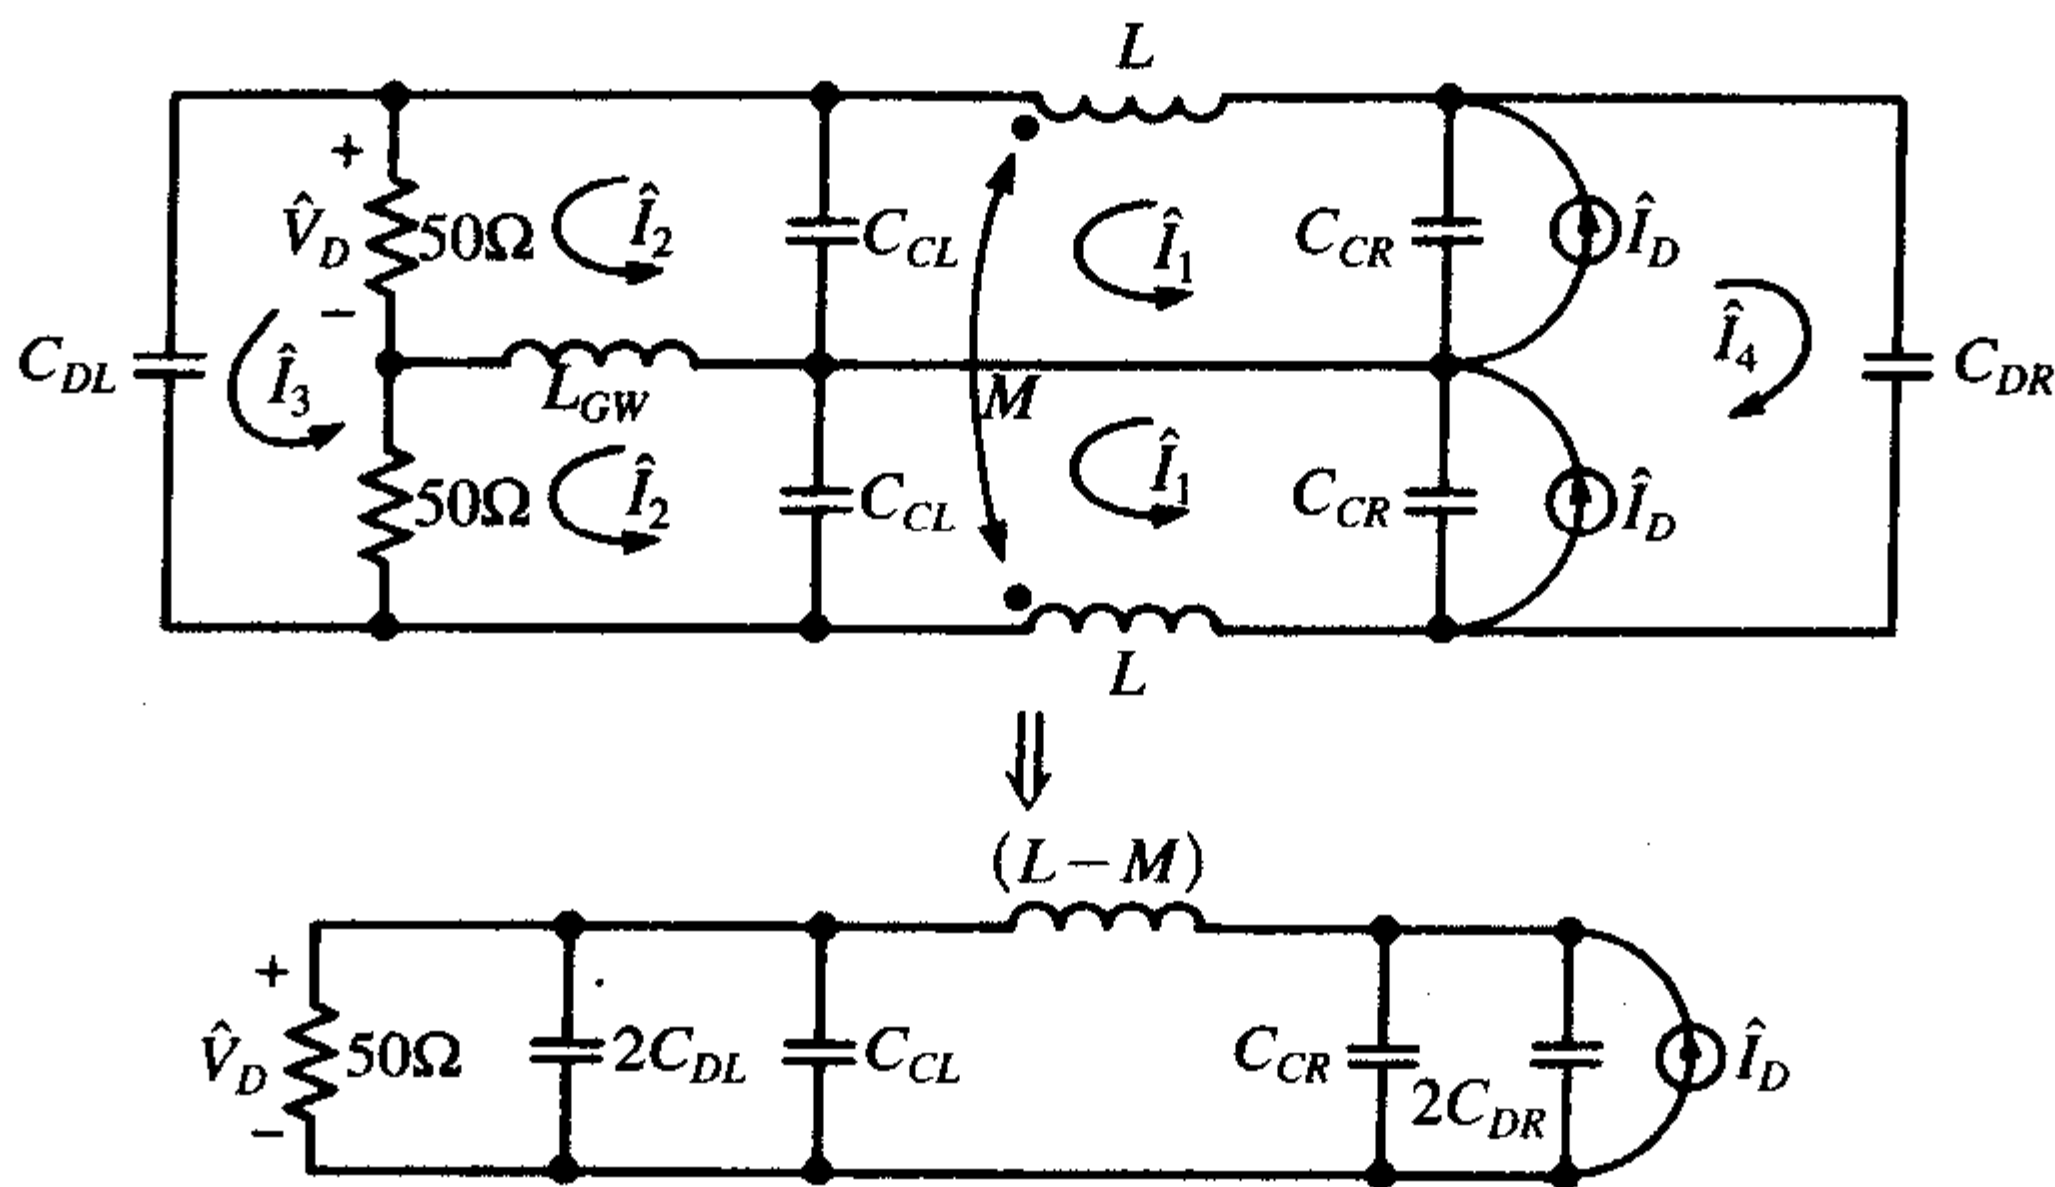 L
+
V̂_D
50Ω
−
Î_2
C_CL
Î_1
C_CR
Î_D
C_DL
Î_3
L_GW
M
Î_4
C_DR
50Ω
Î_2
C_CL
Î_1
C_CR
Î_D
L
(L−M)
+
V̂_D
50Ω
−
2C_DL
C_CL
C_CR
2C_DR
Î_D